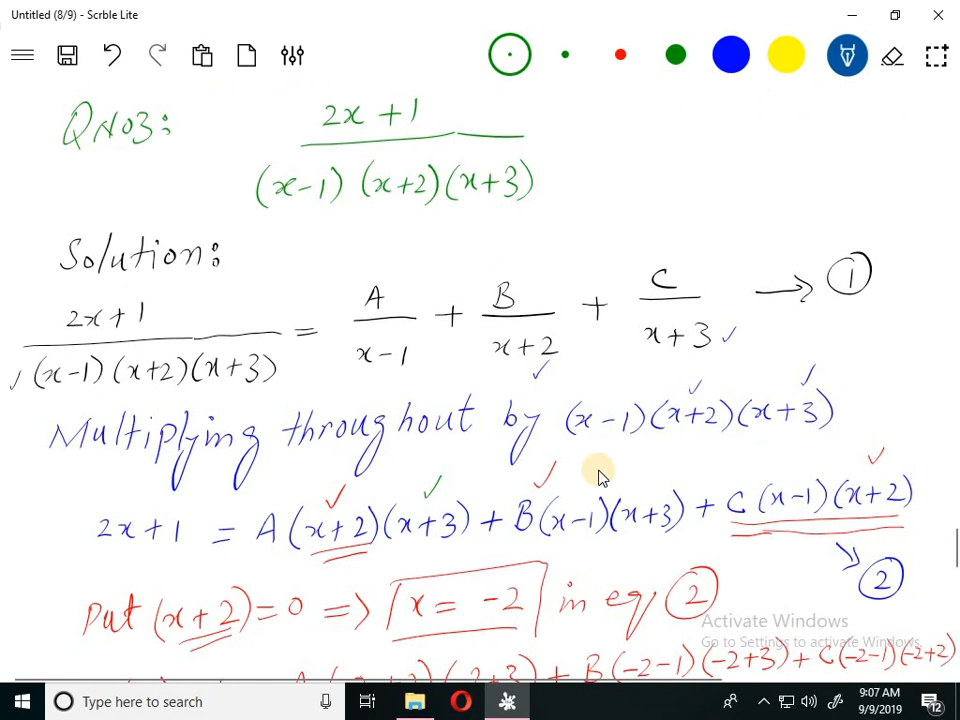 Untitled (8/9) - Scrble Lite
QNO3: 2x+1
(x-1) (x+2)(x+3)
Solution:
2x+1 / (x-1)(x+2)(x+3) = A / x-1 + B / x+2 + C / x+3 → ①
Multiplying throughout by (x-1)(x+2)(x+3)
2x+1 = A(x+2)(x+3) + B(x-1)(x+3) + C(x-1)(x+2)
②
Put (x+2)=0 => x = -2 in eq ②
Activate Windows
Go to Settings to activate Windows.
+ B(-2-1)(-2+3) + C(-2-1)(-2+2)
Type here to search
12
9:07 AM
9/9/2019